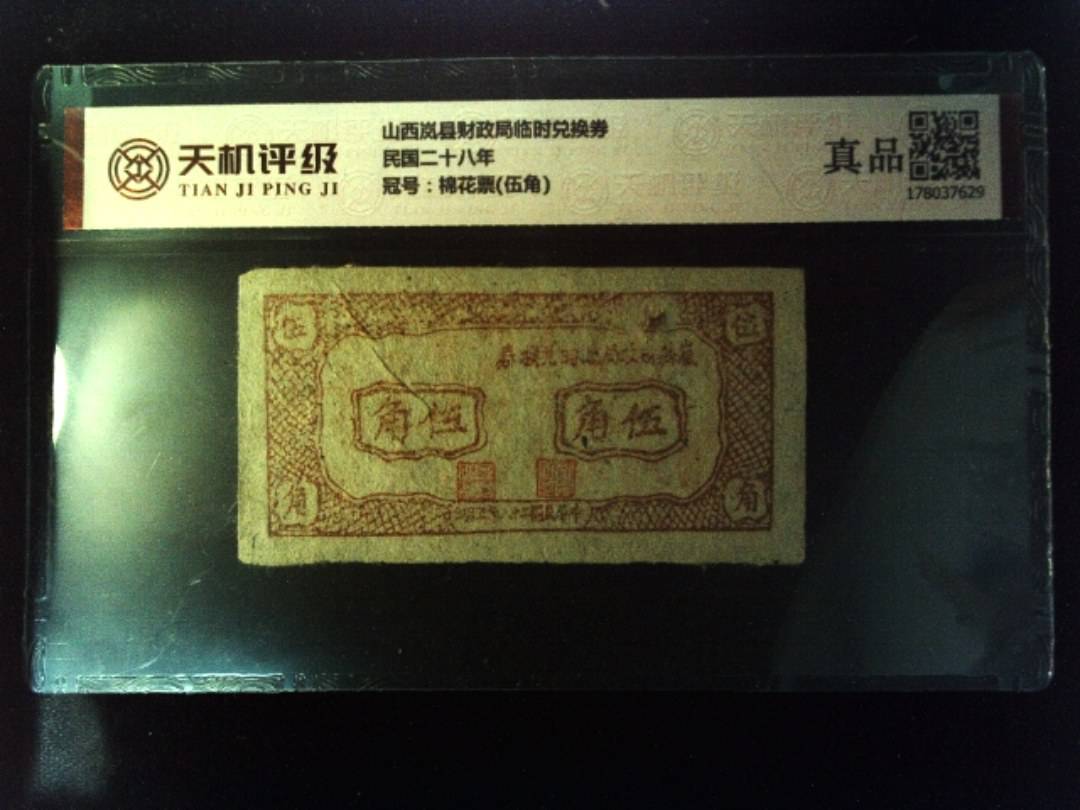 天机评级
TIAN JI PING JI
山西岚县财政局临时兑换券
民国二十八年
冠号：棉花票(伍角)
真品
178037629
伍
伍
角伍
角伍
角
角